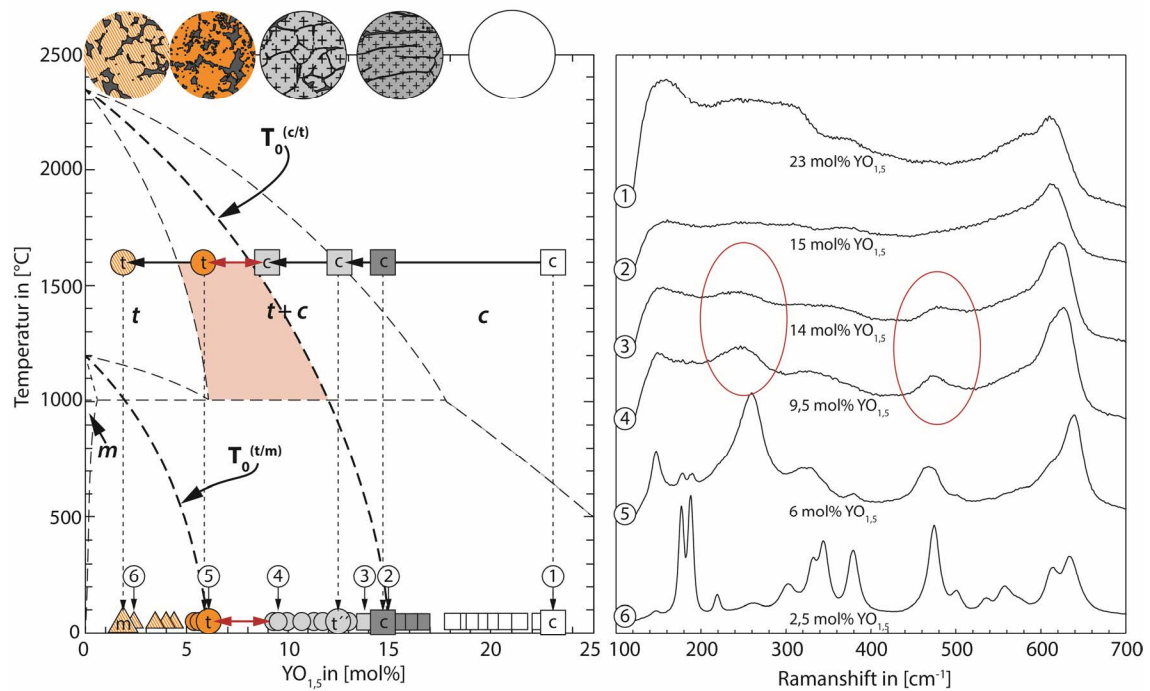 2500
2000
1500
1000
500
0
Temperatur in [°C]
T0(c/t)
t
t
c
c
c
c
t
t+c
c
m
T0(t/m)
6
5
4
3
2
1
m
t
t´
c
c
0
5
10
15
20
25
YO1,5in [mol%]
1
23 mol% YO1,5
2
15 mol% YO1,5
3
14 mol% YO1,5
4
9,5 mol% YO1,5
5
6 mol% YO1,5
6
2,5 mol% YO1,5
100
200
300
400
500
600
700
Ramanshift in [cm-1]